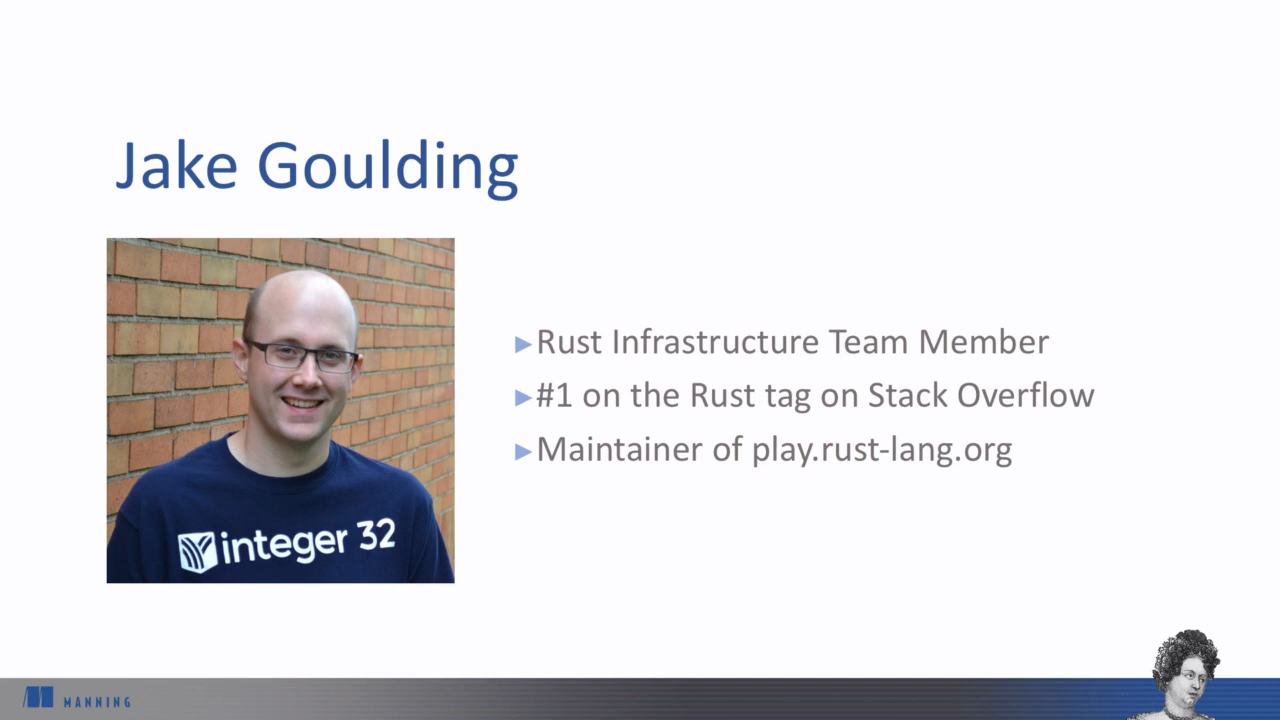 Jake Goulding
►Rust Infrastructure Team Member
►#1 on the Rust tag on Stack Overflow
►Maintainer of play.rust-lang.org
integer 32
MANNING